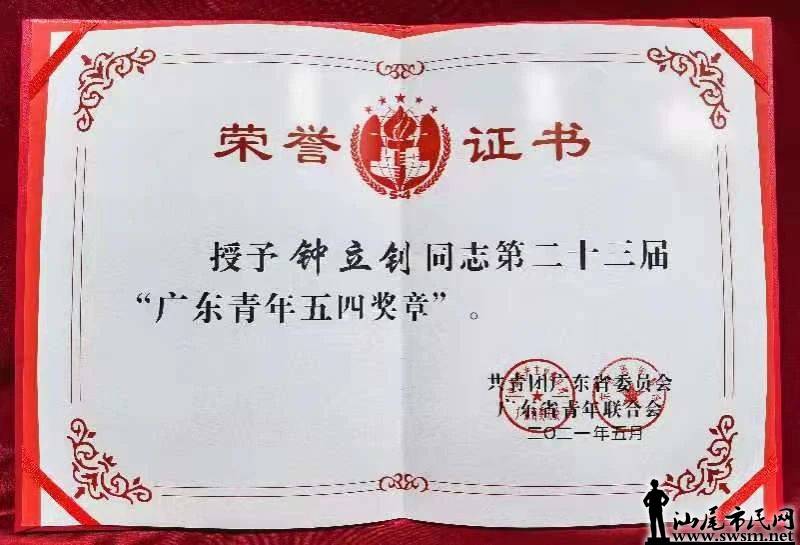 荣誉证书
5·4
授予钟立钊同志第二十三届
“广东青年五四奖章”。
共青团广东省委员会
广东省青年联合会
二〇二一年五月
汕尾市民网
www.swsm.net